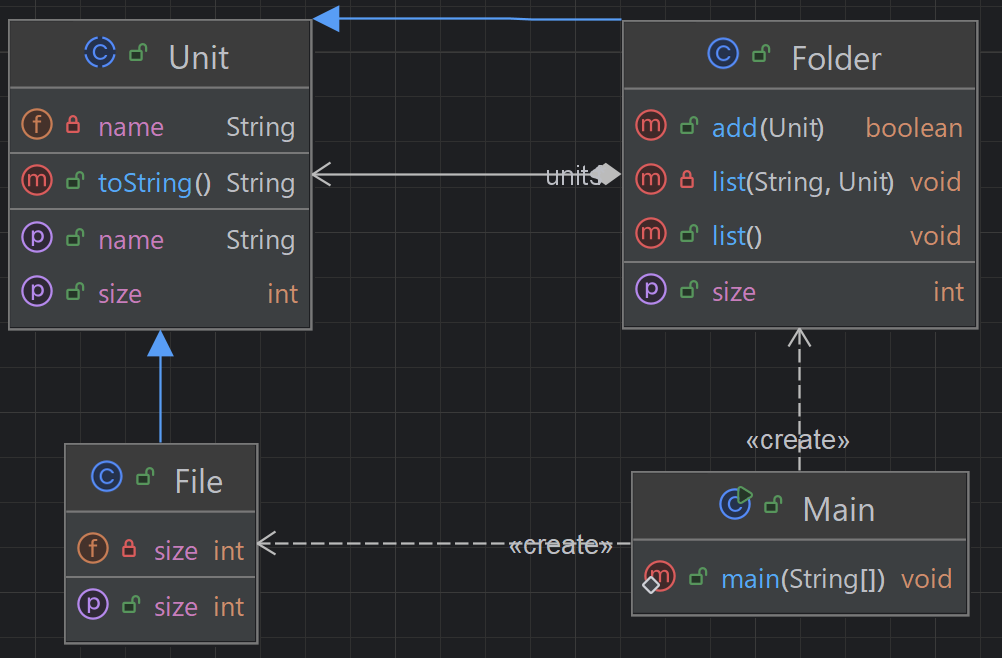 Unit
name String
toString() String
name String
size int
units
Folder
add(Unit) boolean
list(String, Unit) void
list() void
size int
«create»
File
size int
size int
«create»
Main
main(String[]) void